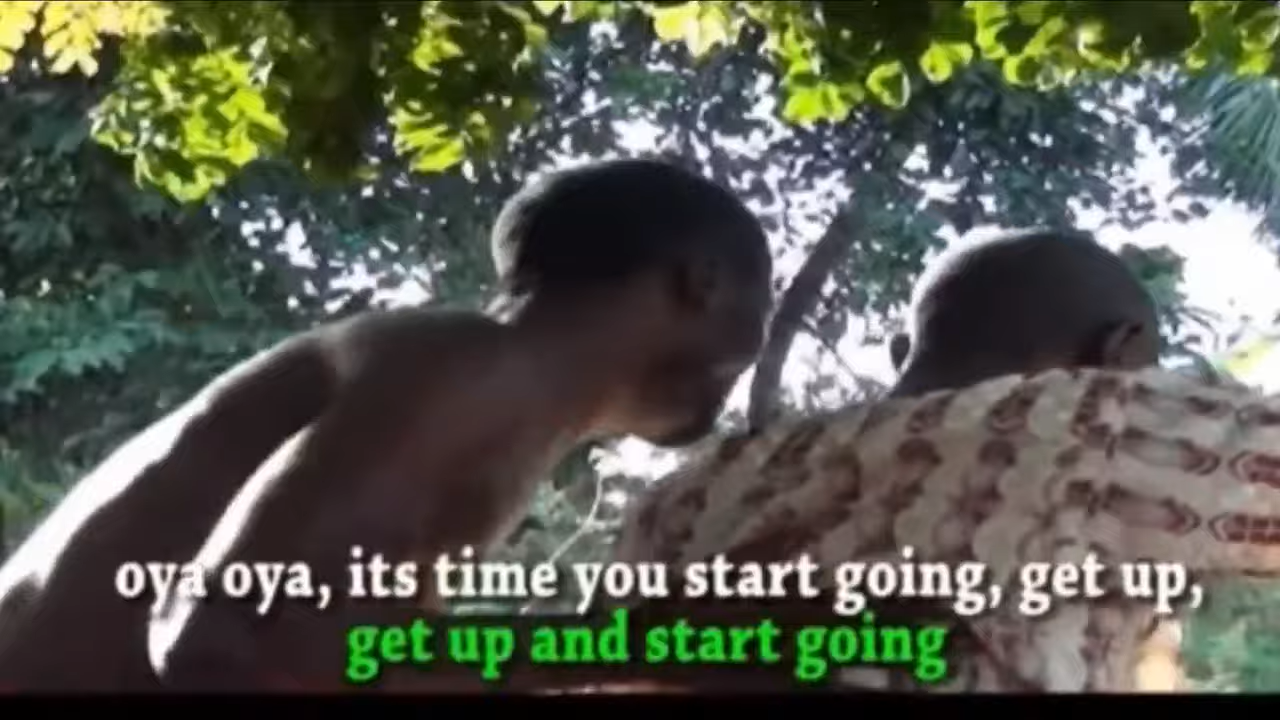 oya oya, its time you start going, get up,
get up and start going